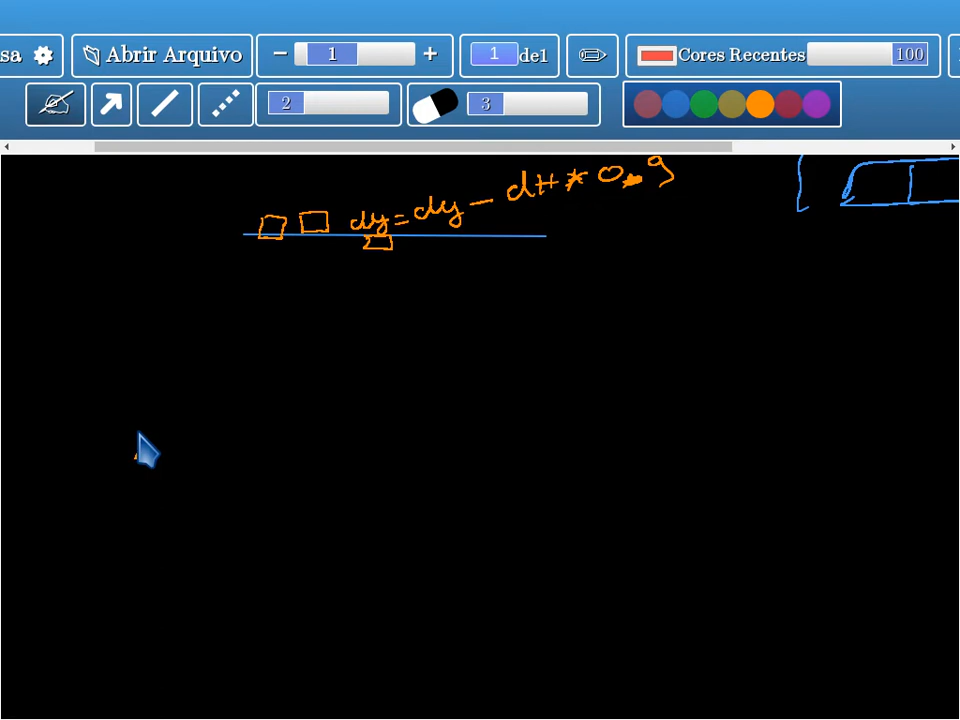 sa Abrir Arquivo − 1 + 1 de1 Cores Recentes 100
2 3
dy = dy - dH * 0.9